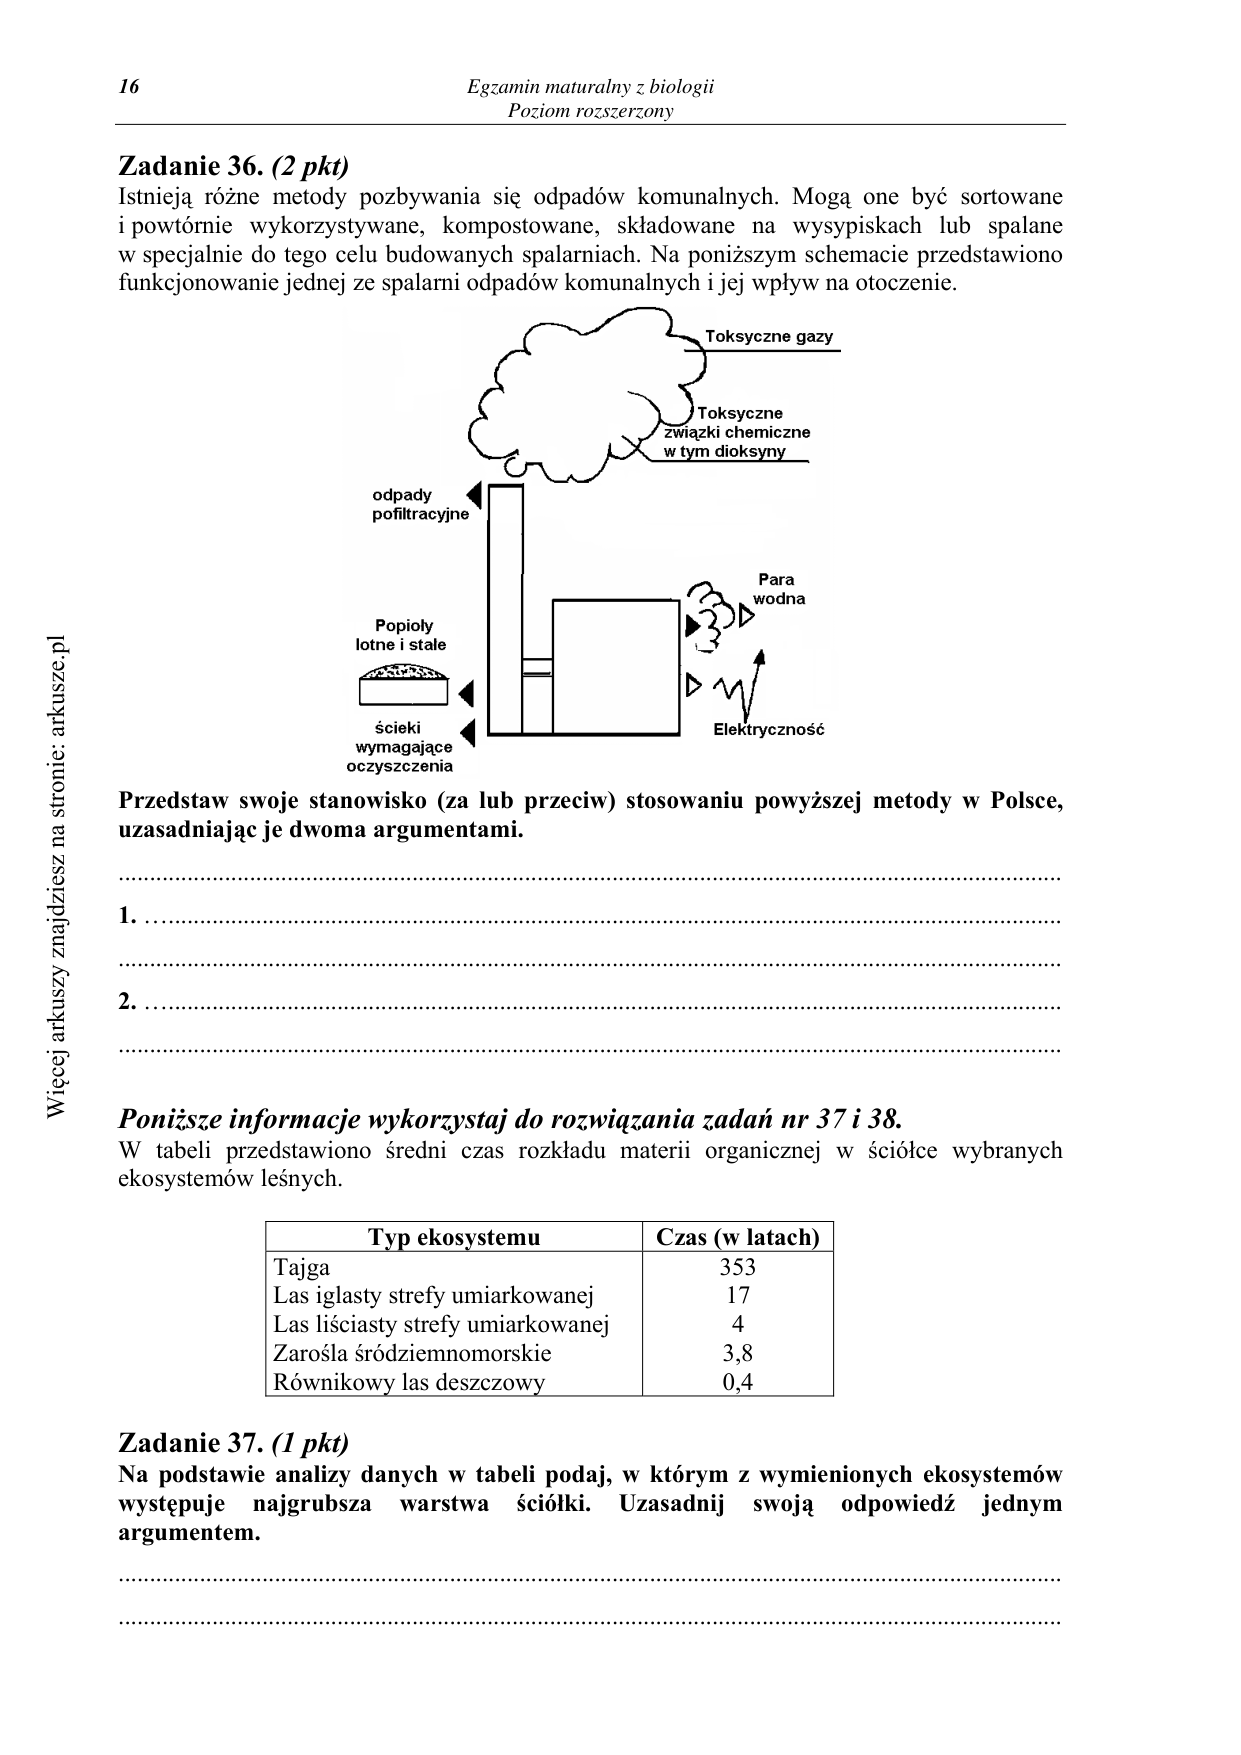 16
Egzamin maturalny z biologii
Poziom rozszerzony
Zadanie 36. (2 pkt)
Istnieją różne metody pozbywania się odpadów komunalnych. Mogą one być sortowane
i powtórnie wykorzystywane, kompostowane, składowane na wysypiskach lub spalane
w specjalnie do tego celu budowanych spalarniach. Na poniższym schemacie przedstawiono
funkcjonowanie jednej ze spalarni odpadów komunalnych i jej wpływ na otoczenie.
Toksyczne gazy
Toksyczne
związki chemiczne
w tym dioksyny
odpady
pofiltracyjne
Para
wodna
Popioły
lotne i stałe
Elektryczność
ścieki
wymagające
oczyszczenia
Przedstaw swoje stanowisko (za lub przeciw) stosowaniu powyższej metody w Polsce,
uzasadniając je dwoma argumentami.
1.
2.
Poniższe informacje wykorzystaj do rozwiązania zadań nr 37 i 38.
W tabeli przedstawiono średni czas rozkładu materii organicznej w ściółce wybranych
ekosystemów leśnych.
Typ ekosystemu Czas (w latach)
Tajga 353
Las iglasty strefy umiarkowanej 17
Las liściasty strefy umiarkowanej 4
Zarośla śródziemnomorskie 3,8
Równikowy las deszczowy 0,4
Zadanie 37. (1 pkt)
Na podstawie analizy danych w tabeli podaj, w którym z wymienionych ekosystemów
występuje najgrubsza warstwa ściółki. Uzasadnij swoją odpowiedź jednym
argumentem.
Więcej arkuszy znajdziesz na stronie: arkusze.pl